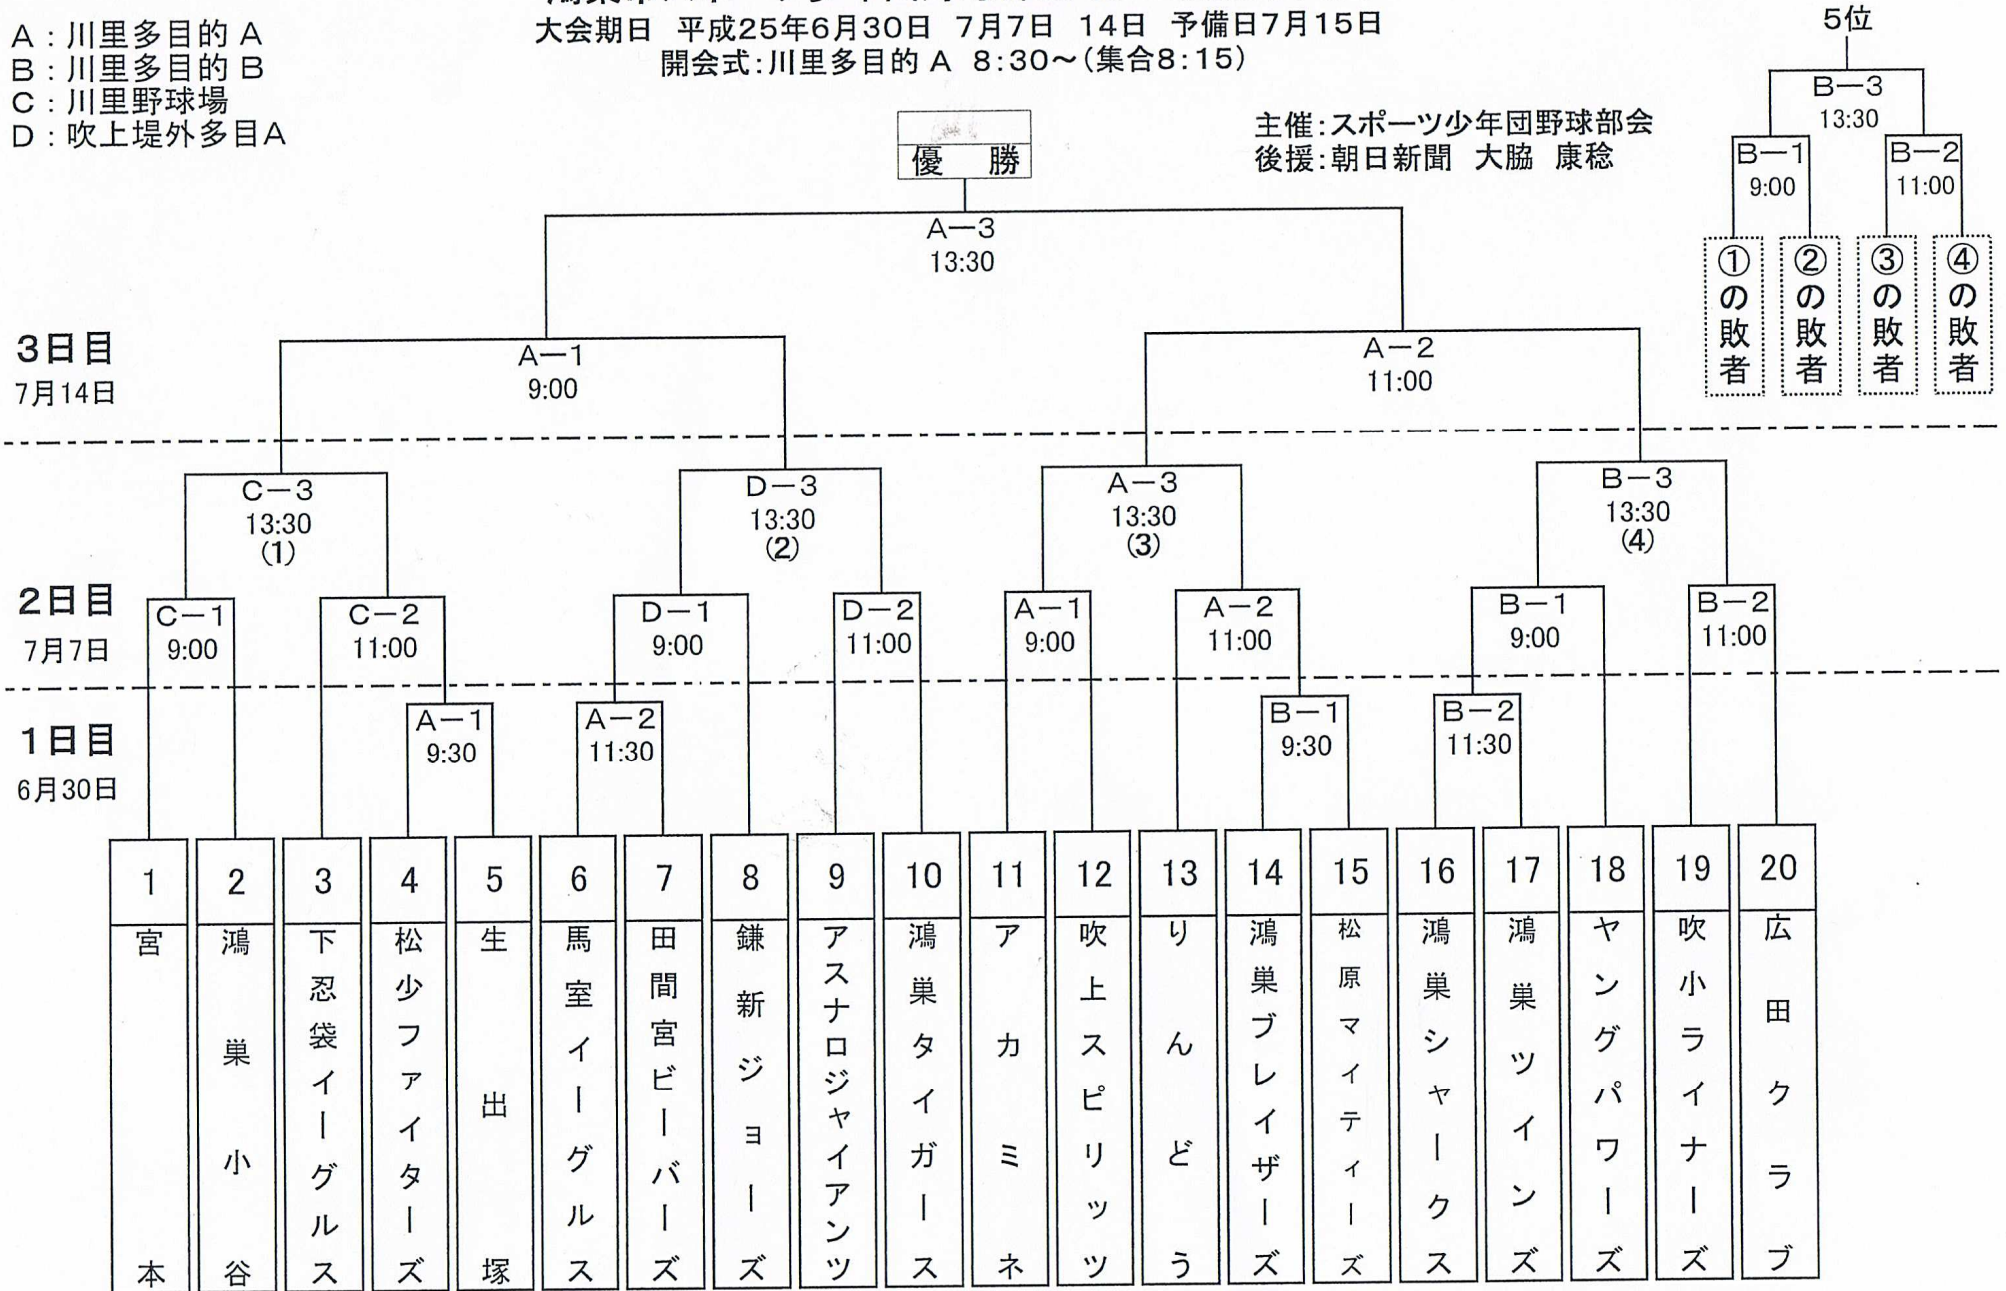 A：川里多目的 A
B：川里多目的 B
C：川里野球場
D：吹上堤外多目A
大会期日 平成25年6月30日 7月7日 14日 予備日7月15日
開会式：川里多目的 A 8:30～（集合8:15）
主催：スポーツ少年団野球部会
後援：朝日新聞 大脇 康稔
優 勝
5位
B－3
13:30
B－1
9:00
B－2
11:00
①の敗者
②の敗者
③の敗者
④の敗者
A－3
13:30
3日目
7月14日
A－1
9:00
A－2
11:00
C－3
13:30
(1)
D－3
13:30
(2)
A－3
13:30
(3)
B－3
13:30
(4)
2日目
7月7日
C－1
9:00
C－2
11:00
D－1
9:00
D－2
11:00
A－1
9:00
A－2
11:00
B－1
9:00
B－2
11:00
1日目
6月30日
A－1
9:30
A－2
11:30
B－1
9:30
B－2
11:30
1
宮本
2
鴻巣小谷
3
下忍袋イーグルス
4
松少ファイターズ
5
生出塚
6
馬室イーグルス
7
田間宮ビーバーズ
8
鎌新ジョーズ
9
アスナロジャイアンツ
10
鴻巣タイガース
11
アカミネ
12
吹上スピリッツ
13
りんどう
14
鴻巣ブレイザーズ
15
松原マイティーズ
16
鴻巣シャークス
17
鴻巣ツインズ
18
ヤングパワーズ
19
吹小ライナーズ
20
広田クラブ